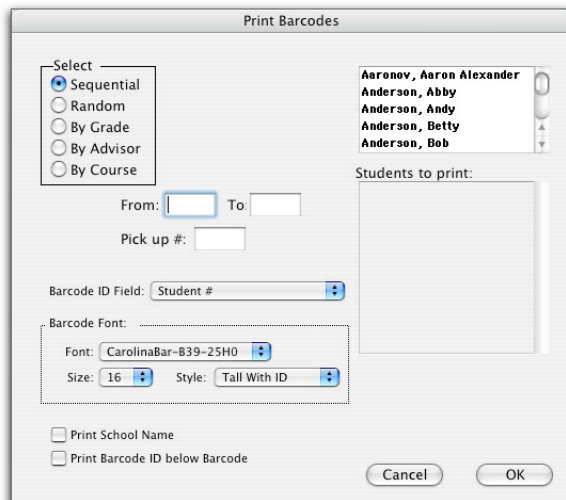 Print Barcodes
Select
Sequential
Random
By Grade
By Advisor
By Course
From: To:
Pick up #:
Barcode ID Field: Student #
Barcode Font:
Font: CarolinaBar-B39-25H0
Size: 16 Style: Tall With ID
Print School Name
Print Barcode ID below Barcode
Aaronov, Aaron Alexander
Anderson, Abby
Anderson, Andy
Anderson, Betty
Anderson, Bob
Students to print:
Cancel OK